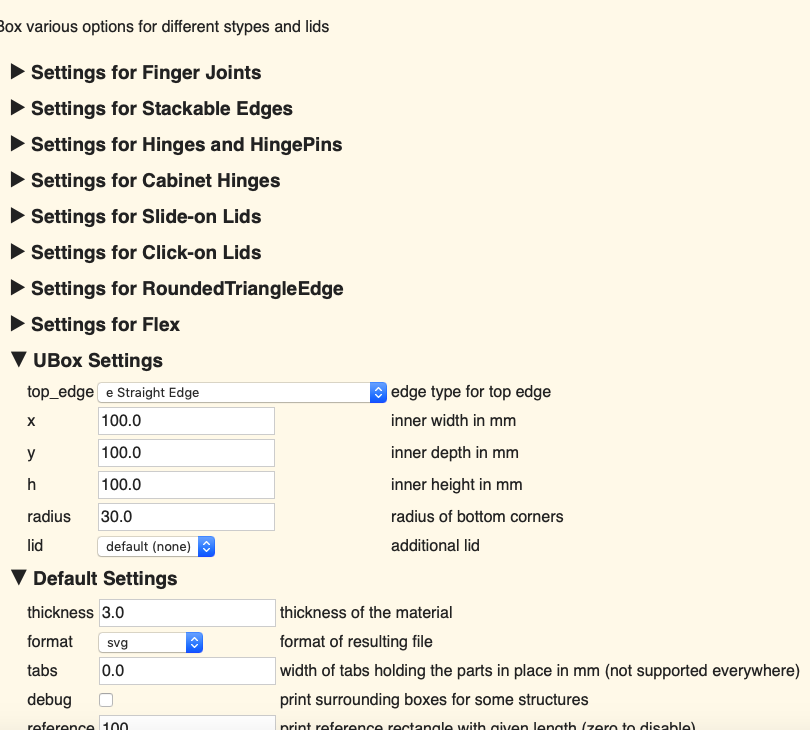 Box various options for different stypes and lids
Settings for Finger Joints
Settings for Stackable Edges
Settings for Hinges and HingePins
Settings for Cabinet Hinges
Settings for Slide-on Lids
Settings for Click-on Lids
Settings for RoundedTriangleEdge
Settings for Flex
UBox Settings
top_edge e Straight Edge edge type for top edge
x 100.0 inner width in mm
y 100.0 inner depth in mm
h 100.0 inner height in mm
radius 30.0 radius of bottom corners
lid default (none) additional lid
Default Settings
thickness 3.0 thickness of the material
format svg format of resulting file
tabs 0.0 width of tabs holding the parts in place in mm (not supported everywhere)
debug print surrounding boxes for some structures
reference 100 print reference rectangle with given length (zero to disable)